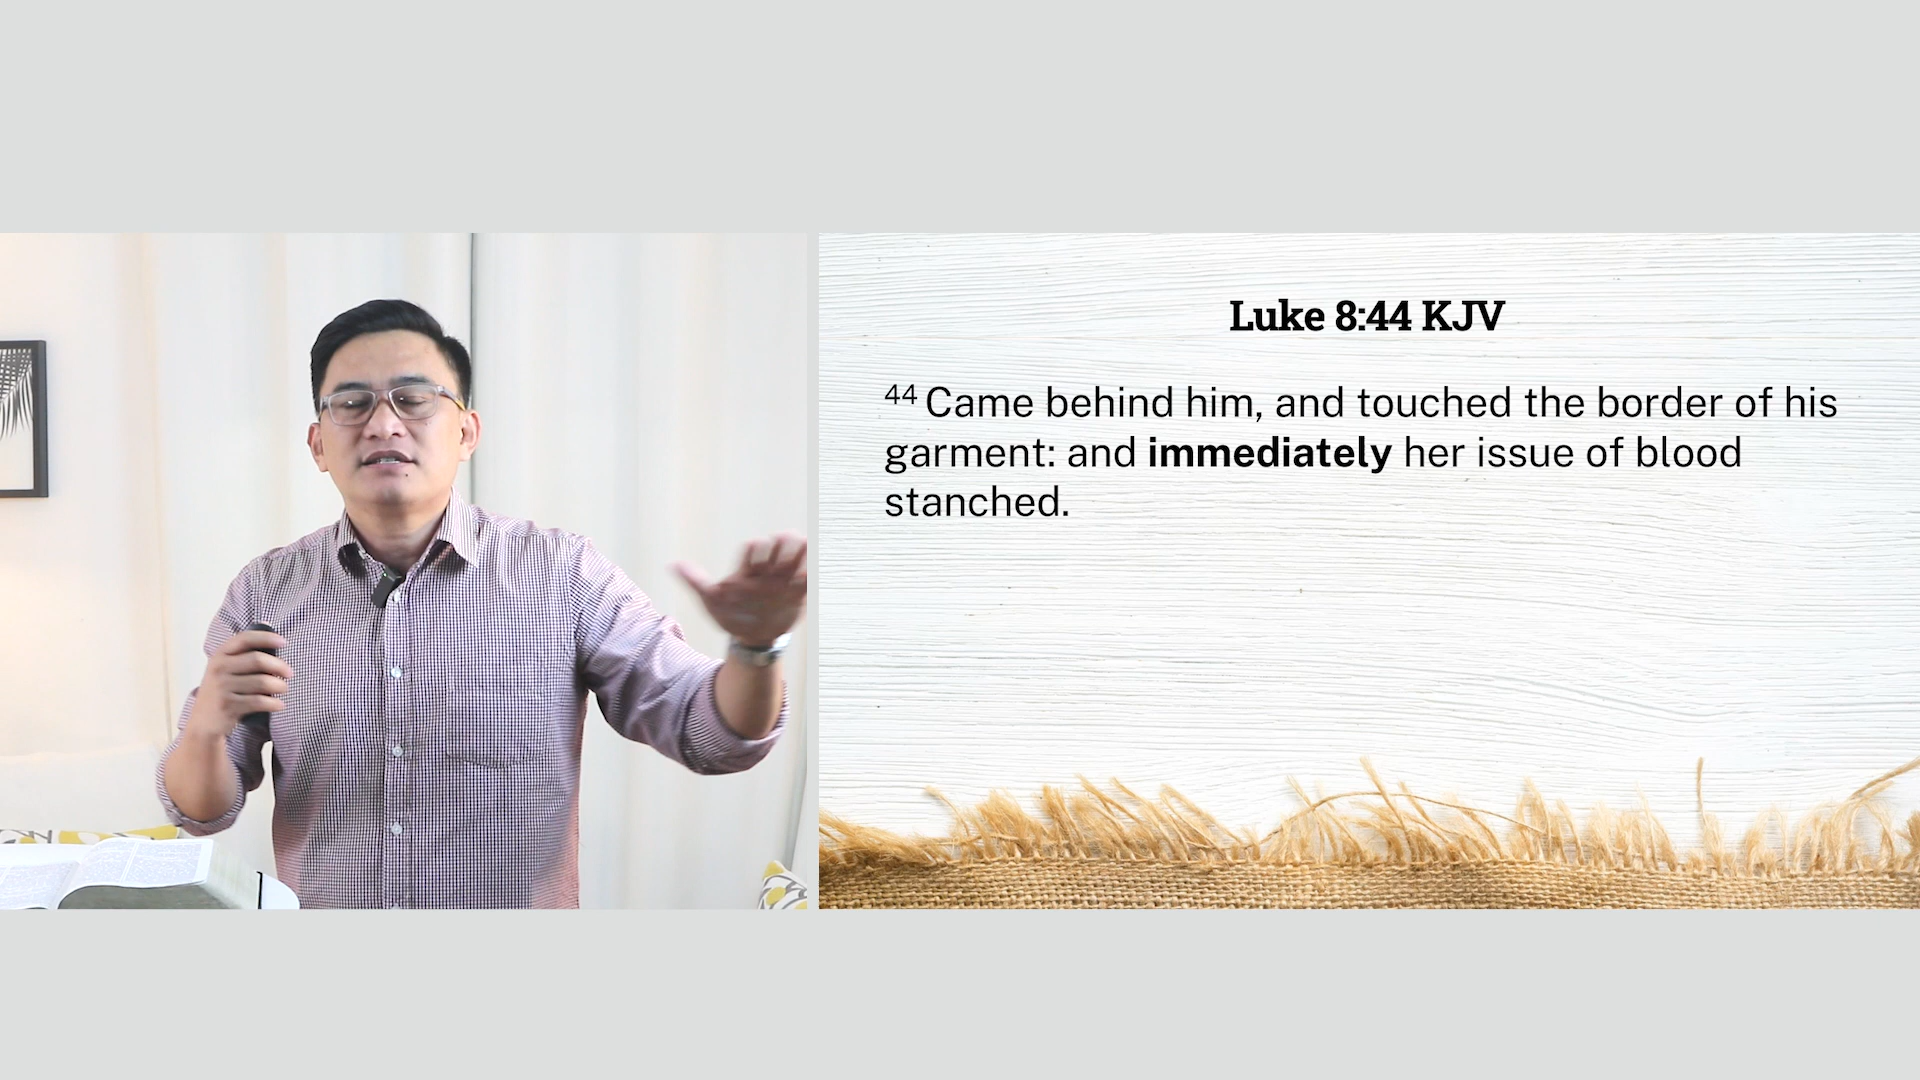 Luke 8:44 KJV
44 Came behind him, and touched the border of his
garment: and immediately her issue of blood
stanched.